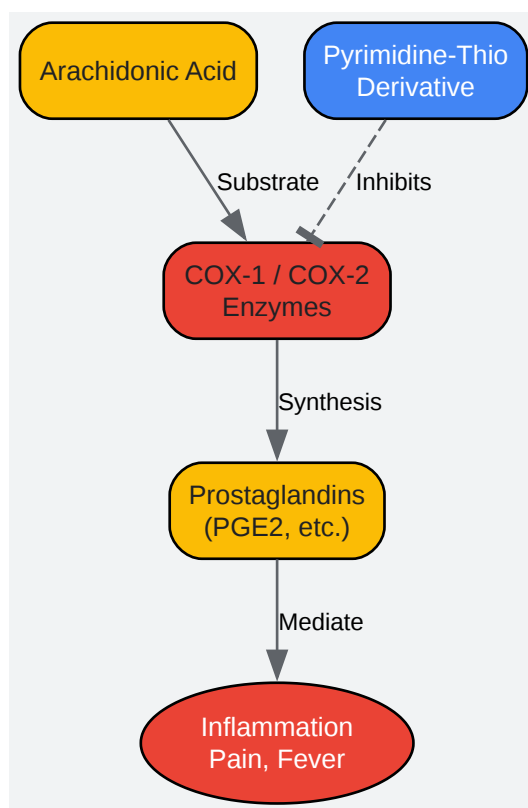 Arachidonic Acid
Pyrimidine-Thio
Derivative
Substrate
Inhibits
COX-1 / COX-2
Enzymes
Synthesis
Prostaglandins
(PGE2, etc.)
Mediate
Inflammation
Pain, Fever